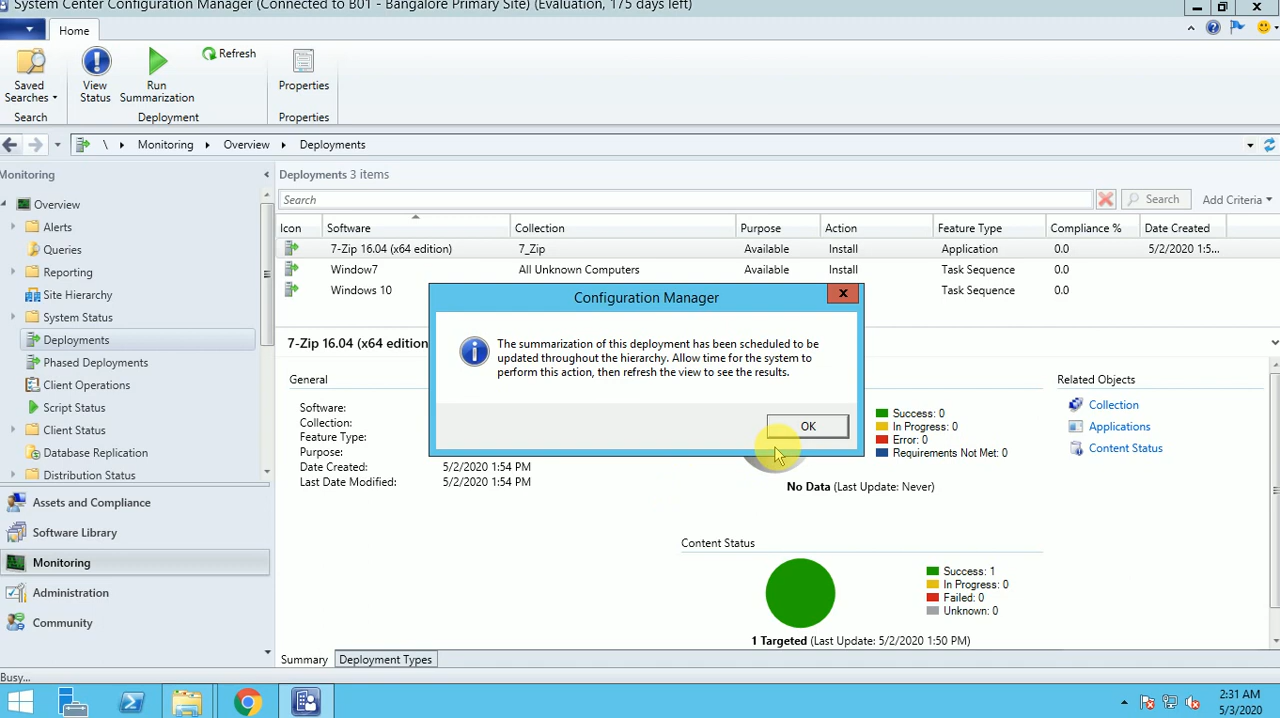 System Center Configuration Manager (Connected to B01 - Bangalore Primary Site) (Evaluation, 175 days left)
Home
Saved Searches
View Status
Run Summarization
Refresh
Properties
Search
Deployment
Properties
\ Monitoring Overview Deployments
Monitoring
Deployments 3 items
Search
Search
Add Criteria
Icon Software Collection Purpose Action Feature Type Compliance % Date Created
7-Zip 16.04 (x64 edition) 7_Zip Available Install Application 0.0 5/2/2020 1:5...
Window7 All Unknown Computers Available Install Task Sequence 0.0
Windows 10 Task Sequence 0.0
Overview
Alerts
Queries
Reporting
Site Hierarchy
System Status
Deployments
Phased Deployments
Client Operations
Script Status
Client Status
Database Replication
Distribution Status
Assets and Compliance
Software Library
Monitoring
Administration
Community
Configuration Manager
The summarization of this deployment has been scheduled to be
updated throughout the hierarchy. Allow time for the system to
perform this action, then refresh the view to see the results.
OK
7-Zip 16.04 (x64 edition
General
Software:
Collection:
Feature Type:
Purpose:
Date Created: 5/2/2020 1:54 PM
Last Date Modified: 5/2/2020 1:54 PM
Success: 0
In Progress: 0
Error: 0
Requirements Not Met: 0
No Data (Last Update: Never)
Related Objects
Collection
Applications
Content Status
Content Status
Success: 1
In Progress: 0
Failed: 0
Unknown: 0
1 Targeted (Last Update: 5/2/2020 1:50 PM)
Summary Deployment Types
Busy...
2:31 AM
5/3/2020